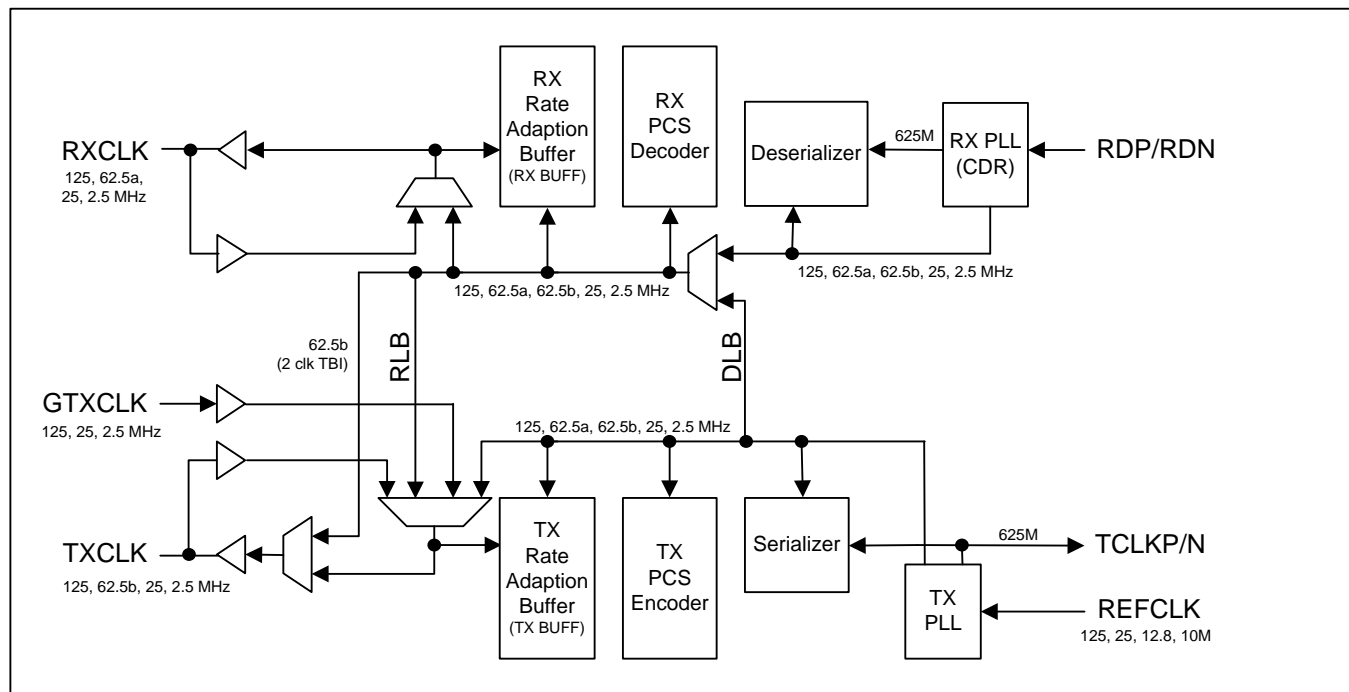 RX
Rate
Adaption
Buffer
(RX BUFF)
RX
PCS
Decoder
Deserializer
625M
RX PLL
(CDR)
RDP/RDN
RXCLK
125, 62.5a,
25, 2.5 MHz
125, 62.5a, 62.5b, 25, 2.5 MHz
125, 62.5a, 62.5b, 25, 2.5 MHz
62.5b
(2 clk TBI)
RLB
DLB
GTXCLK
125, 25, 2.5 MHz
125, 62.5a, 62.5b, 25, 2.5 MHz
TXCLK
125, 62.5b, 25, 2.5 MHz
TX
Rate
Adaption
Buffer
(TX BUFF)
TX
PCS
Encoder
Serializer
625M
TCLKP/N
TX
PLL
REFCLK
125, 25, 12.8, 10M